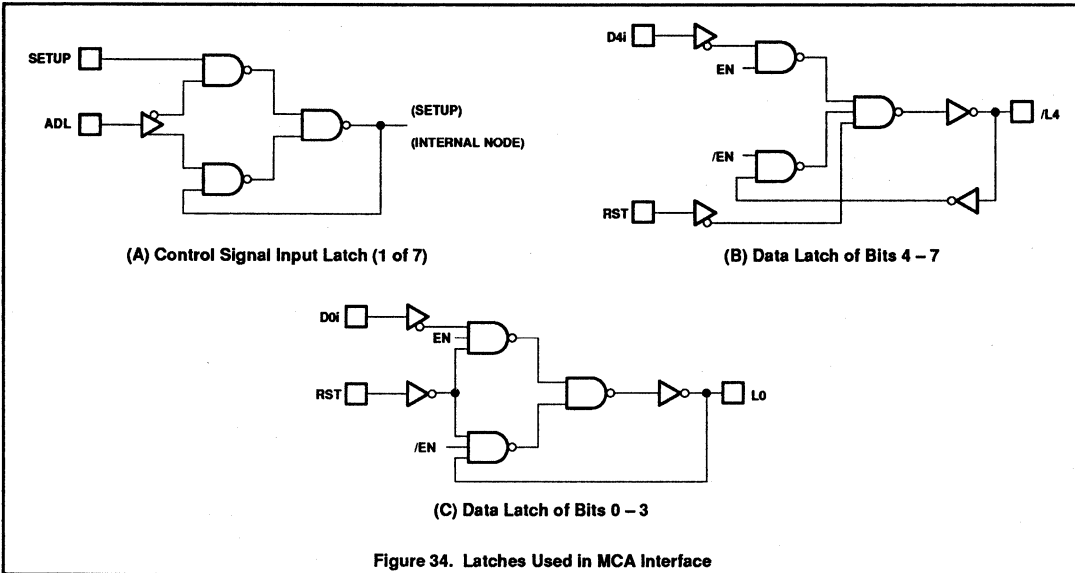 SETUP
ADL
(SETUP)
(INTERNAL NODE)
(A) Control Signal Input Latch (1 of 7)
D4i
EN
/EN
RST
/L4
(B) Data Latch of Bits 4 – 7
D0i
EN
RST
/EN
L0
(C) Data Latch of Bits 0 – 3
Figure 34. Latches Used in MCA Interface